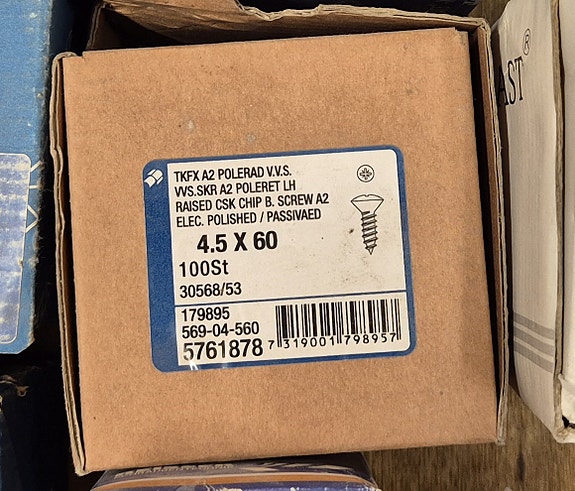 TKFX A2 POLERAD V.V.S.
VVS.SKR A2 POLERET LH
RAISED CSK CHIP B. SCREW A2
ELEC. POLISHED / PASSIVAED
4.5 X 60
100St
30568/53
179895
569-04-560
5761878
7 319001 798957
AST®